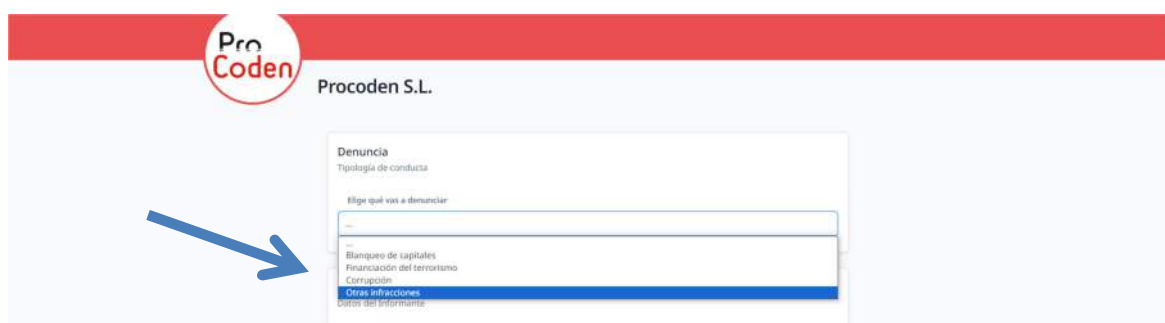 Pro
Coden
Procoden S.L.
Denuncia
Tipología de conducta
Elige qué vas a denunciar
...
...
Blanqueo de capitales
Financiación del terrorismo
Corrupción
Otras infracciones
Datos del Informante